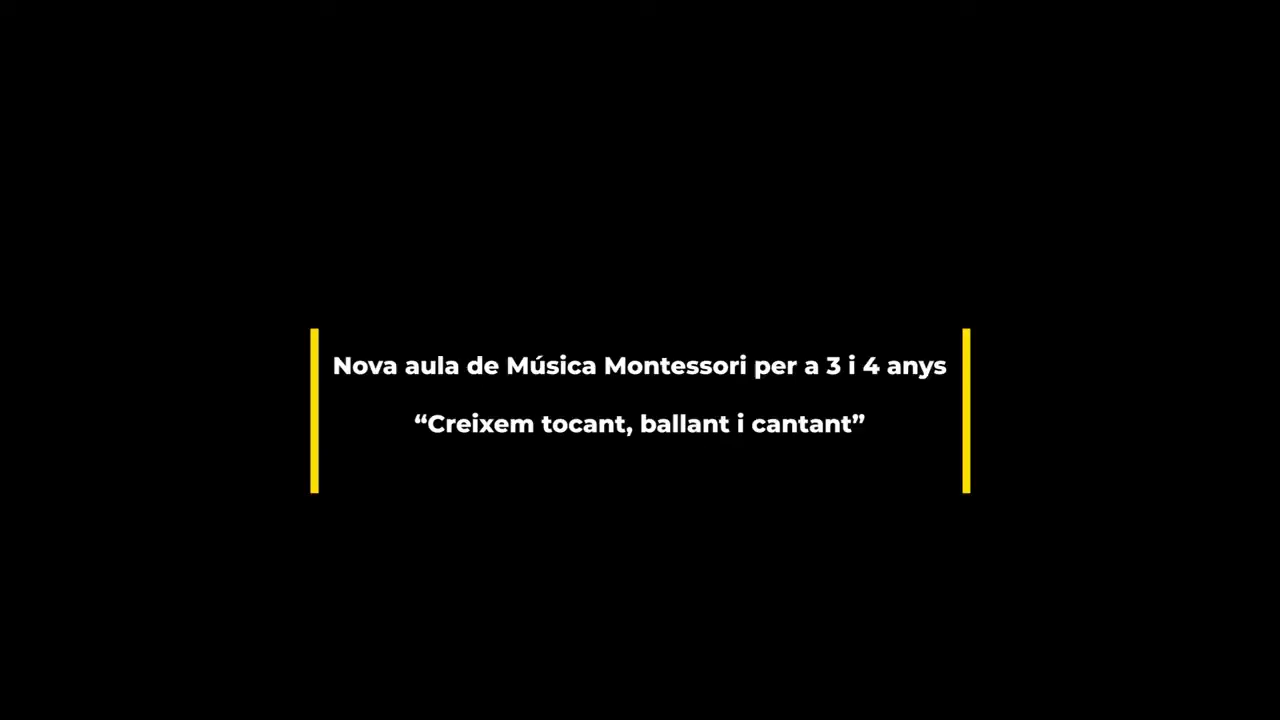 Nova aula de Música Montessori per a 3 i 4 anys
“Creixem tocant, ballant i cantant”